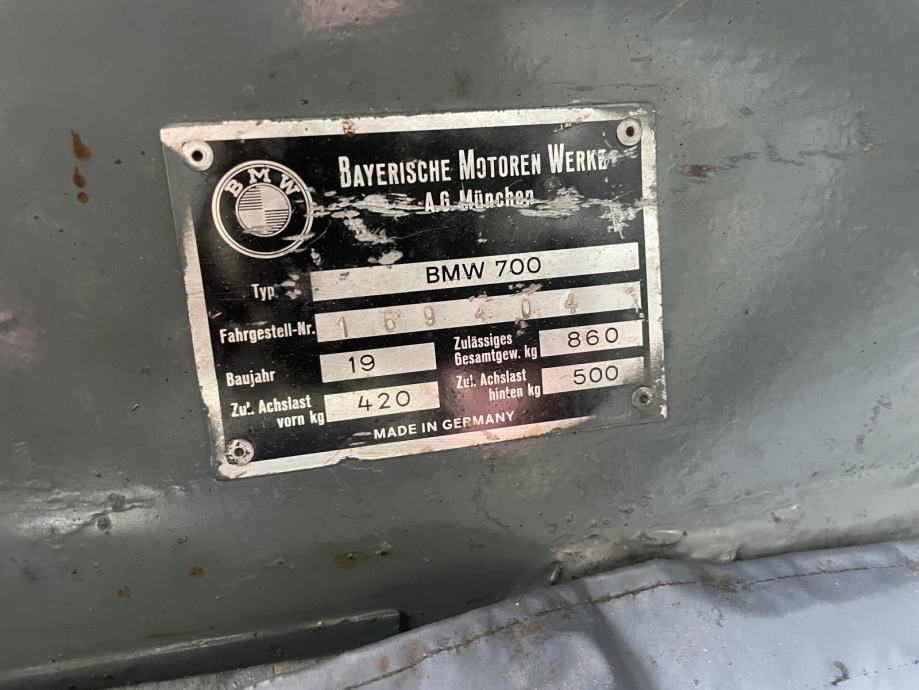 BMW
BAYERISCHE MOTOREN WERKE
A.G. München
Typ BMW 700
Fahrgestell-Nr. 169404
Baujahr 19
Zulässiges Gesamtgew. kg 860
Zul. Achslast vorn kg 420
Zul. Achslast hinten kg 500
MADE IN GERMANY